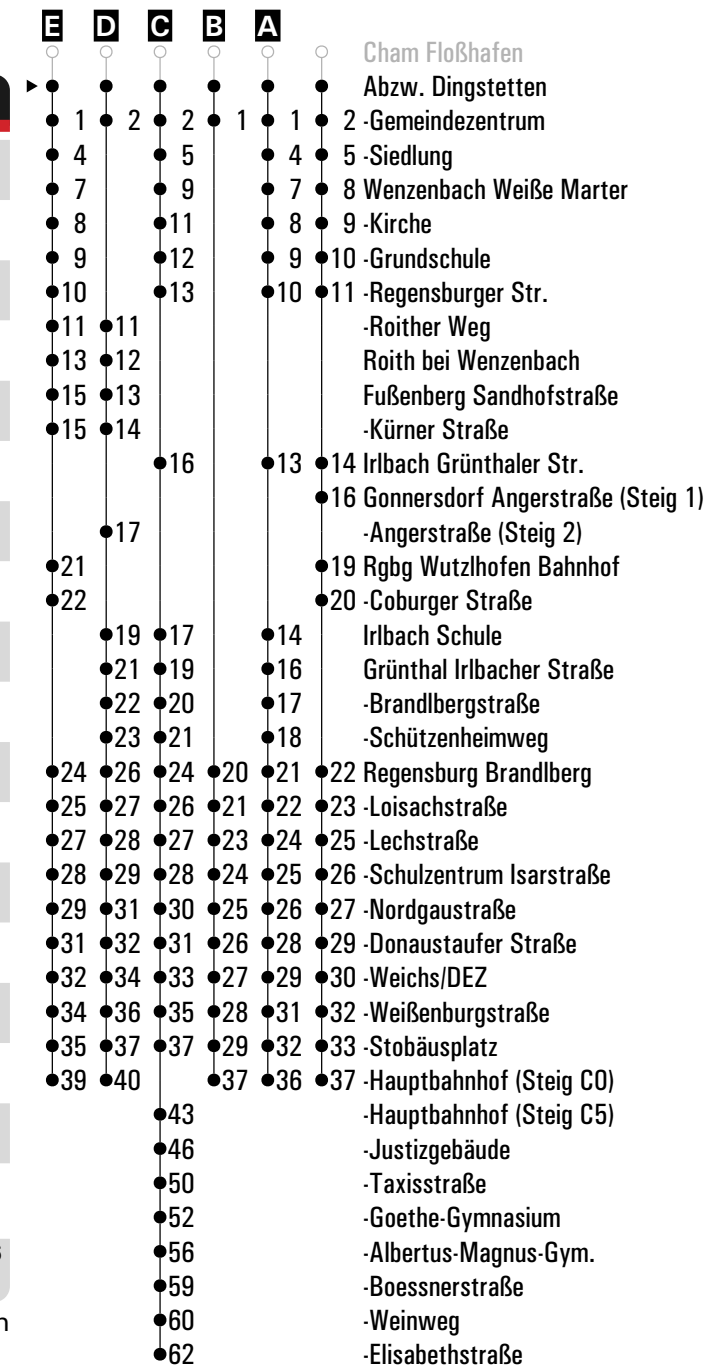 E D C B A
Cham Floßhafen
Abzw. Dingstetten
1 2 2 1 1 2 -Gemeindezentrum
4 5 4 5 -Siedlung
7 9 7 8 Wenzenbach Weiße Marter
8 11 8 9 -Kirche
9 12 9 10 -Grundschule
10 13 10 11 -Regensburger Str.
11 11 -Roither Weg
13 12 Roith bei Wenzenbach
15 13 Fußenberg Sandhofstraße
15 14 -Kürner Straße
16 13 14 Irlbach Grünthaler Str.
16 Gonnersdorf Angerstraße (Steig 1)
17 -Angerstraße (Steig 2)
21 19 Rgbg Wutzlhofen Bahnhof
22 20 -Coburger Straße
19 17 14 Irlbach Schule
21 19 16 Grünthal Irlbacher Straße
22 20 17 -Brandlbergstraße
23 21 18 -Schützenheimweg
24 26 24 20 21 22 Regensburg Brandlberg
25 27 26 21 22 23 -Loisachstraße
27 28 27 23 24 25 -Lechstraße
28 29 28 24 25 26 -Schulzentrum Isarstraße
29 31 30 25 26 27 -Nordgaustraße
31 32 31 26 28 29 -Donaustaufer Straße
32 34 33 27 29 30 -Weichs/DEZ
34 36 35 28 31 32 -Weißenburgstraße
35 37 37 29 32 33 -Stobäusplatz
39 40 37 36 37 -Hauptbahnhof (Steig C0)
43 -Hauptbahnhof (Steig C5)
46 -Justizgebäude
50 -Taxisstraße
52 -Goethe-Gymnasium
56 -Albertus-Magnus-Gym.
59 -Boessnerstraße
60 -Weinweg
62 -Elisabethstraße